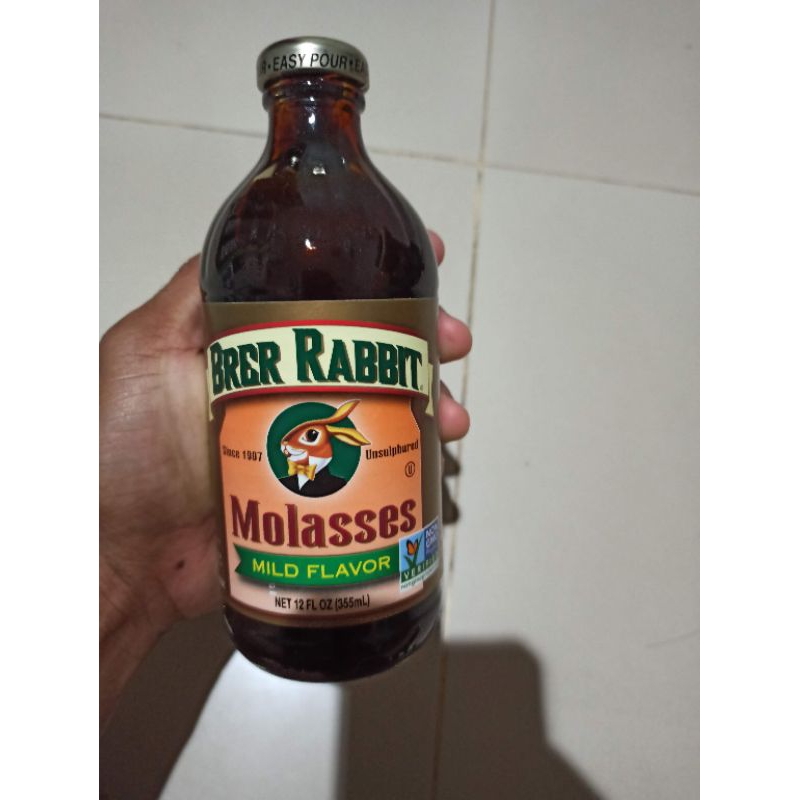 •EASY POUR•
BRER RABBIT
Since 1907
Unsulphured
U
Molasses
MILD FLAVOR
NET 12 FL OZ (355mL)